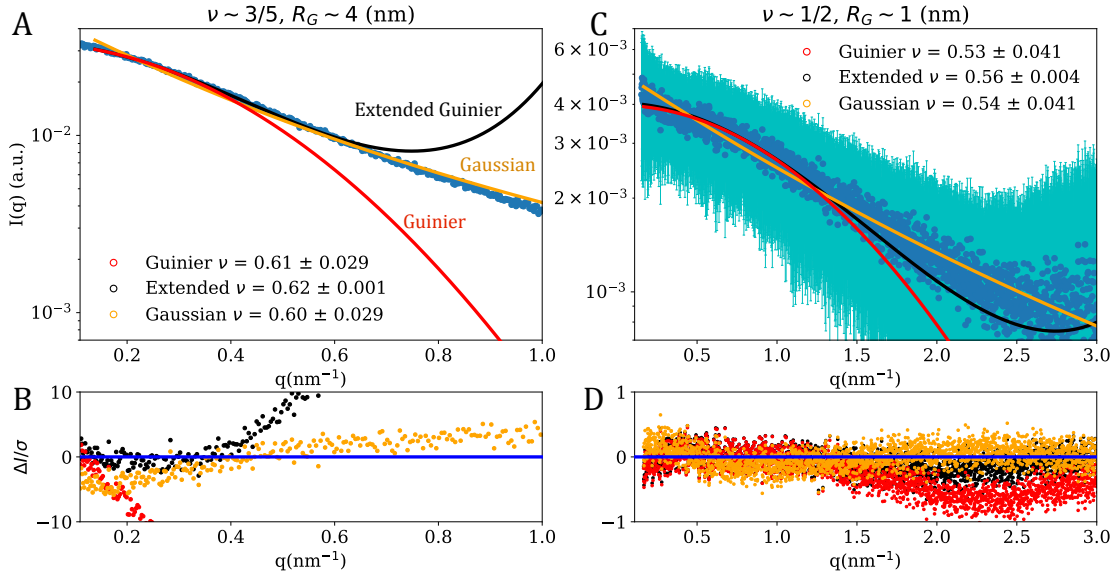 A
ν ~ 3/5, R_G ~ 4 (nm)
I(q) (a.u.)
10⁻²
10⁻³
Extended Guinier
Gaussian
Guinier
Guinier ν = 0.61 ± 0.029
Extended ν = 0.62 ± 0.001
Gaussian ν = 0.60 ± 0.029
0.2 0.4 0.6 0.8 1.0
q(nm⁻¹)
B
ΔI/σ
10
0
−10
0.2 0.4 0.6 0.8 1.0
q(nm⁻¹)
C
ν ~ 1/2, R_G ~ 1 (nm)
6 × 10⁻³
4 × 10⁻³
3 × 10⁻³
2 × 10⁻³
10⁻³
Guinier ν = 0.53 ± 0.041
Extended ν = 0.56 ± 0.004
Gaussian ν = 0.54 ± 0.041
0.5 1.0 1.5 2.0 2.5 3.0
q(nm⁻¹)
D
1
0
−1
0.5 1.0 1.5 2.0 2.5 3.0
q(nm⁻¹)